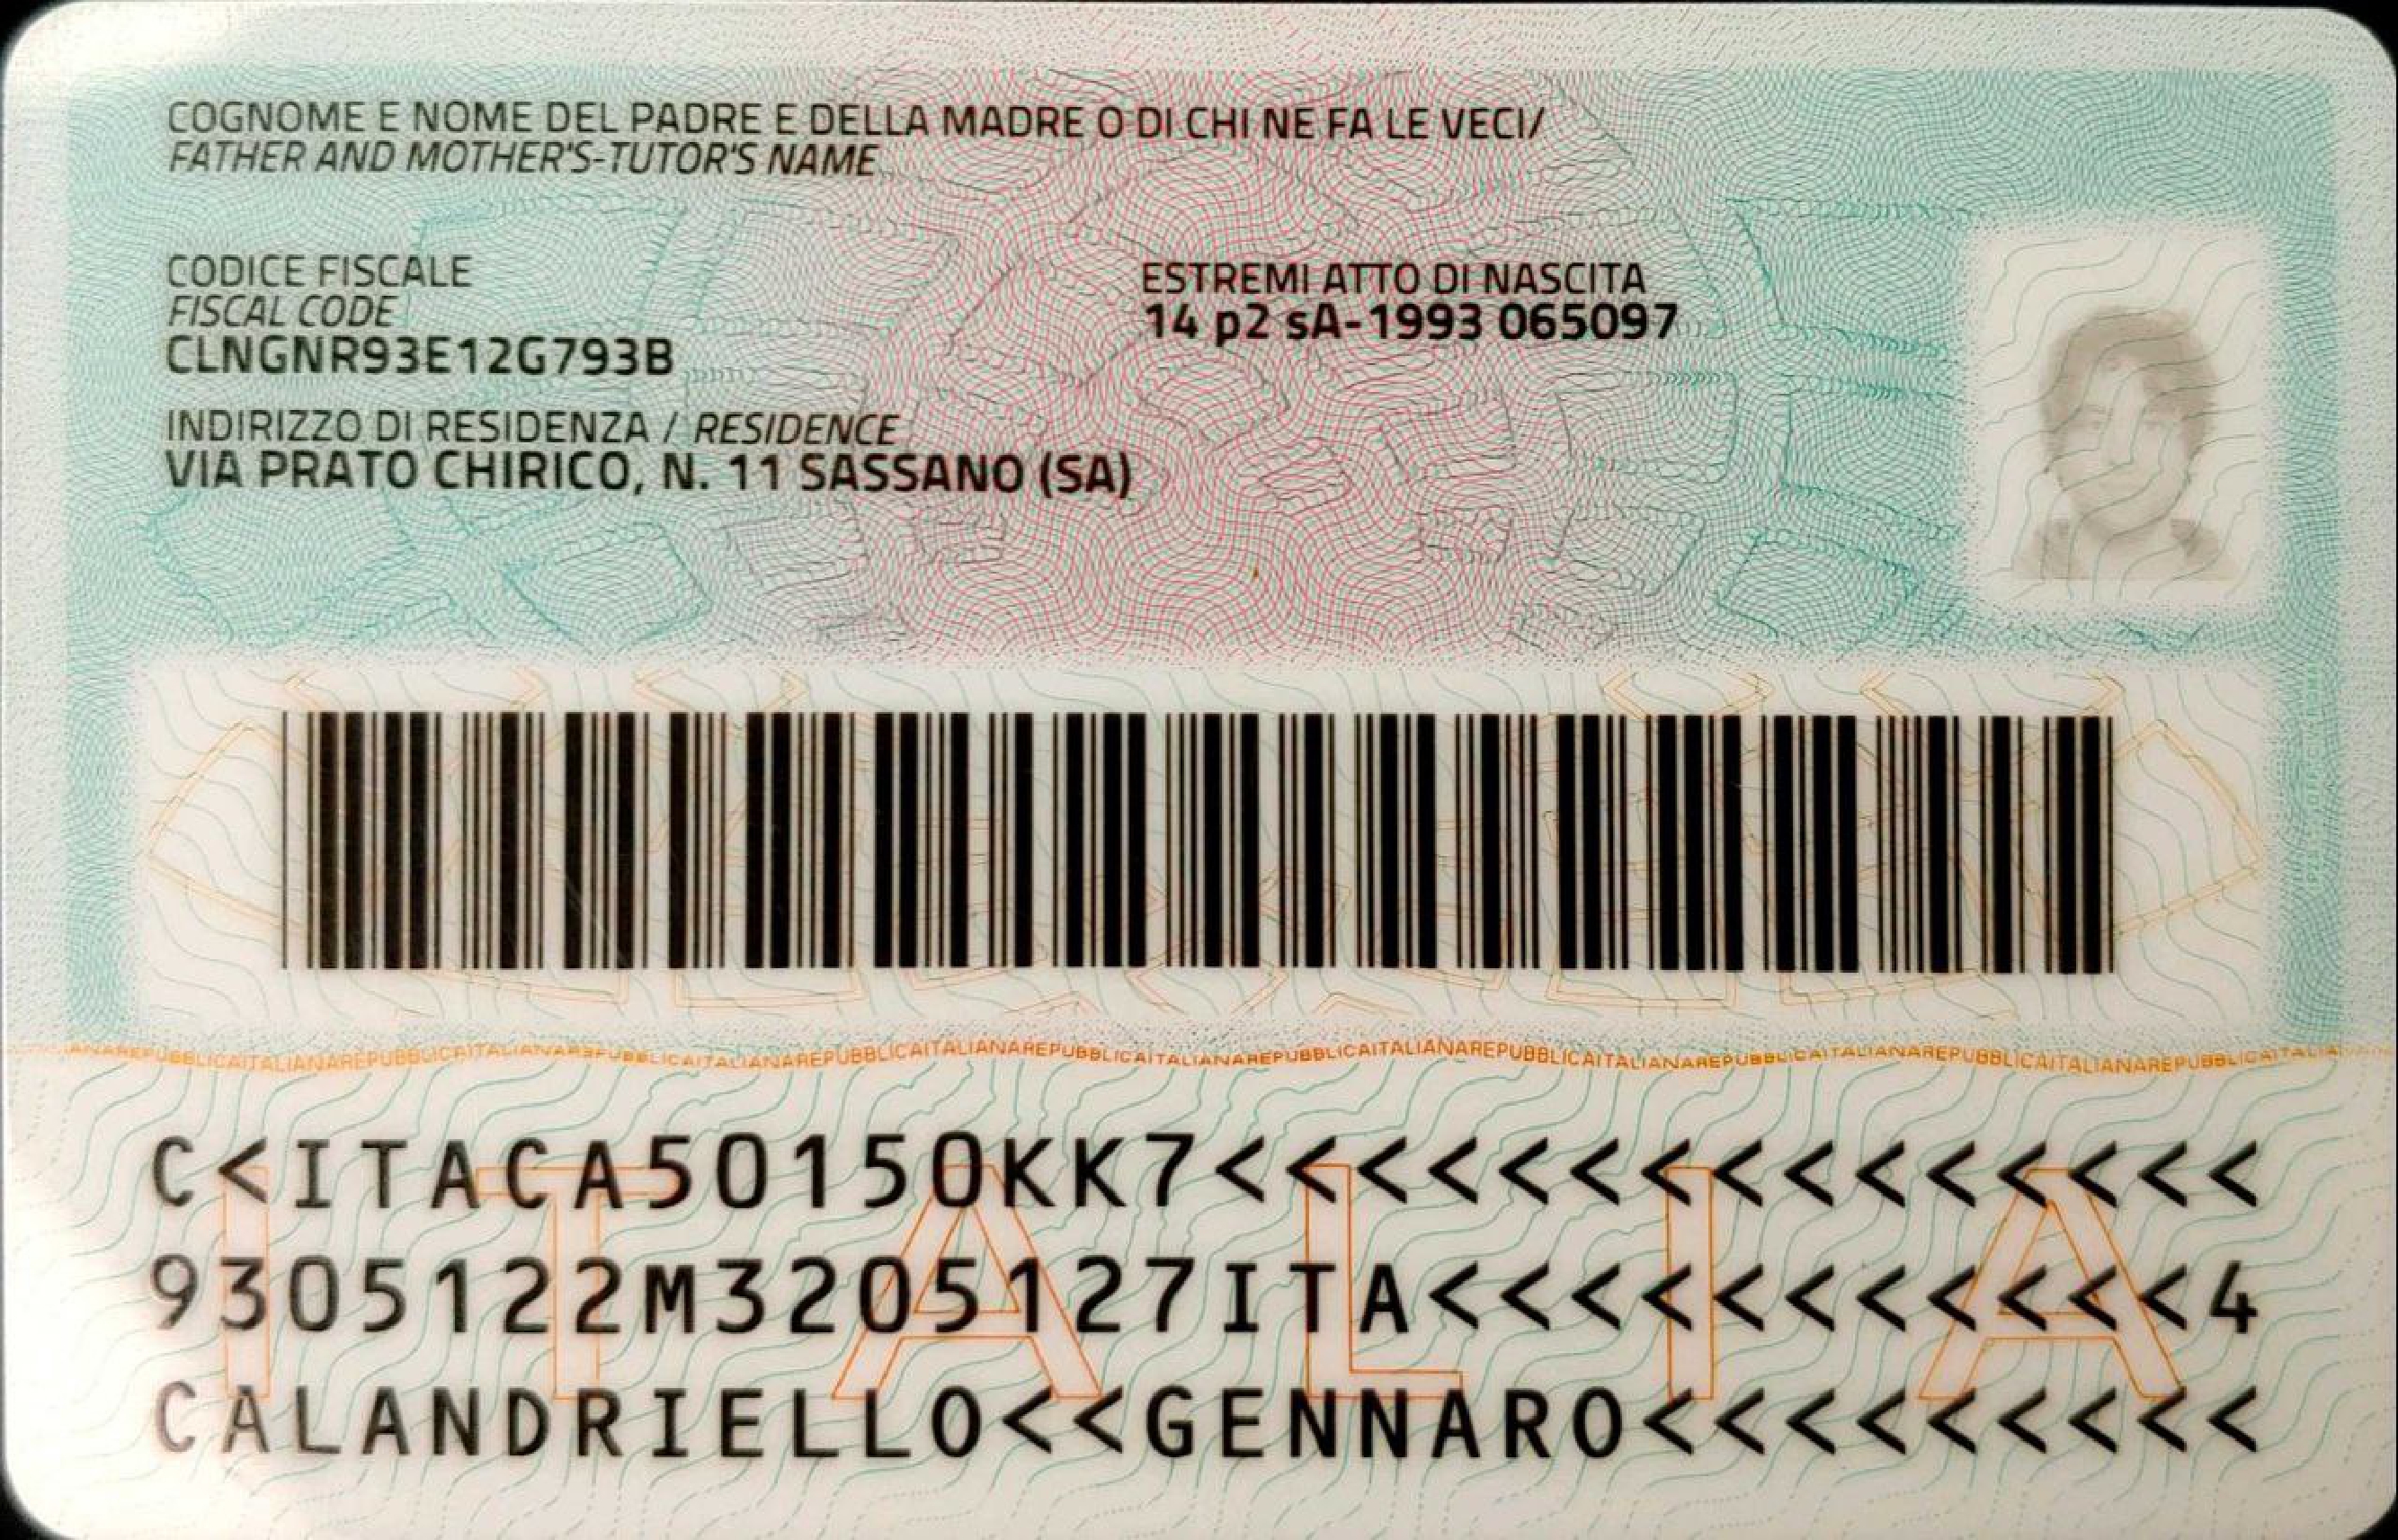 COGNOME E NOME DEL PADRE E DELLA MADRE O DI CHI NE FA LE VECI/
FATHER AND MOTHER'S-TUTOR'S NAME
CODICE FISCALE
FISCAL CODE
CLNGNR93E12G793B
ESTREMI ATTO DI NASCITA
14 p2 sA-1993 065097
INDIRIZZO DI RESIDENZA / RESIDENCE
VIA PRATO CHIRICO, N. 11 SASSANO (SA)
ANAREPUBBLICAITALIANAREPUBBLICAITALIANAREPUBBLICAITALIANAREPUBBLICAITALIANAREPUBBLICAITALIANAREPUBBLICAITALIANAREPUBBLICAITALIANAREPUBBLICAITALIANAREPUBBLICAITALIANAREPUBBLICAITALIA
C<ITACA50150KK7<<<<<<<<<<<<<<<
9305122M3205127ITA<<<<<<<<<<<4
CALANDRIELLO<<GENNARO<<<<<<<<<
ITALIA